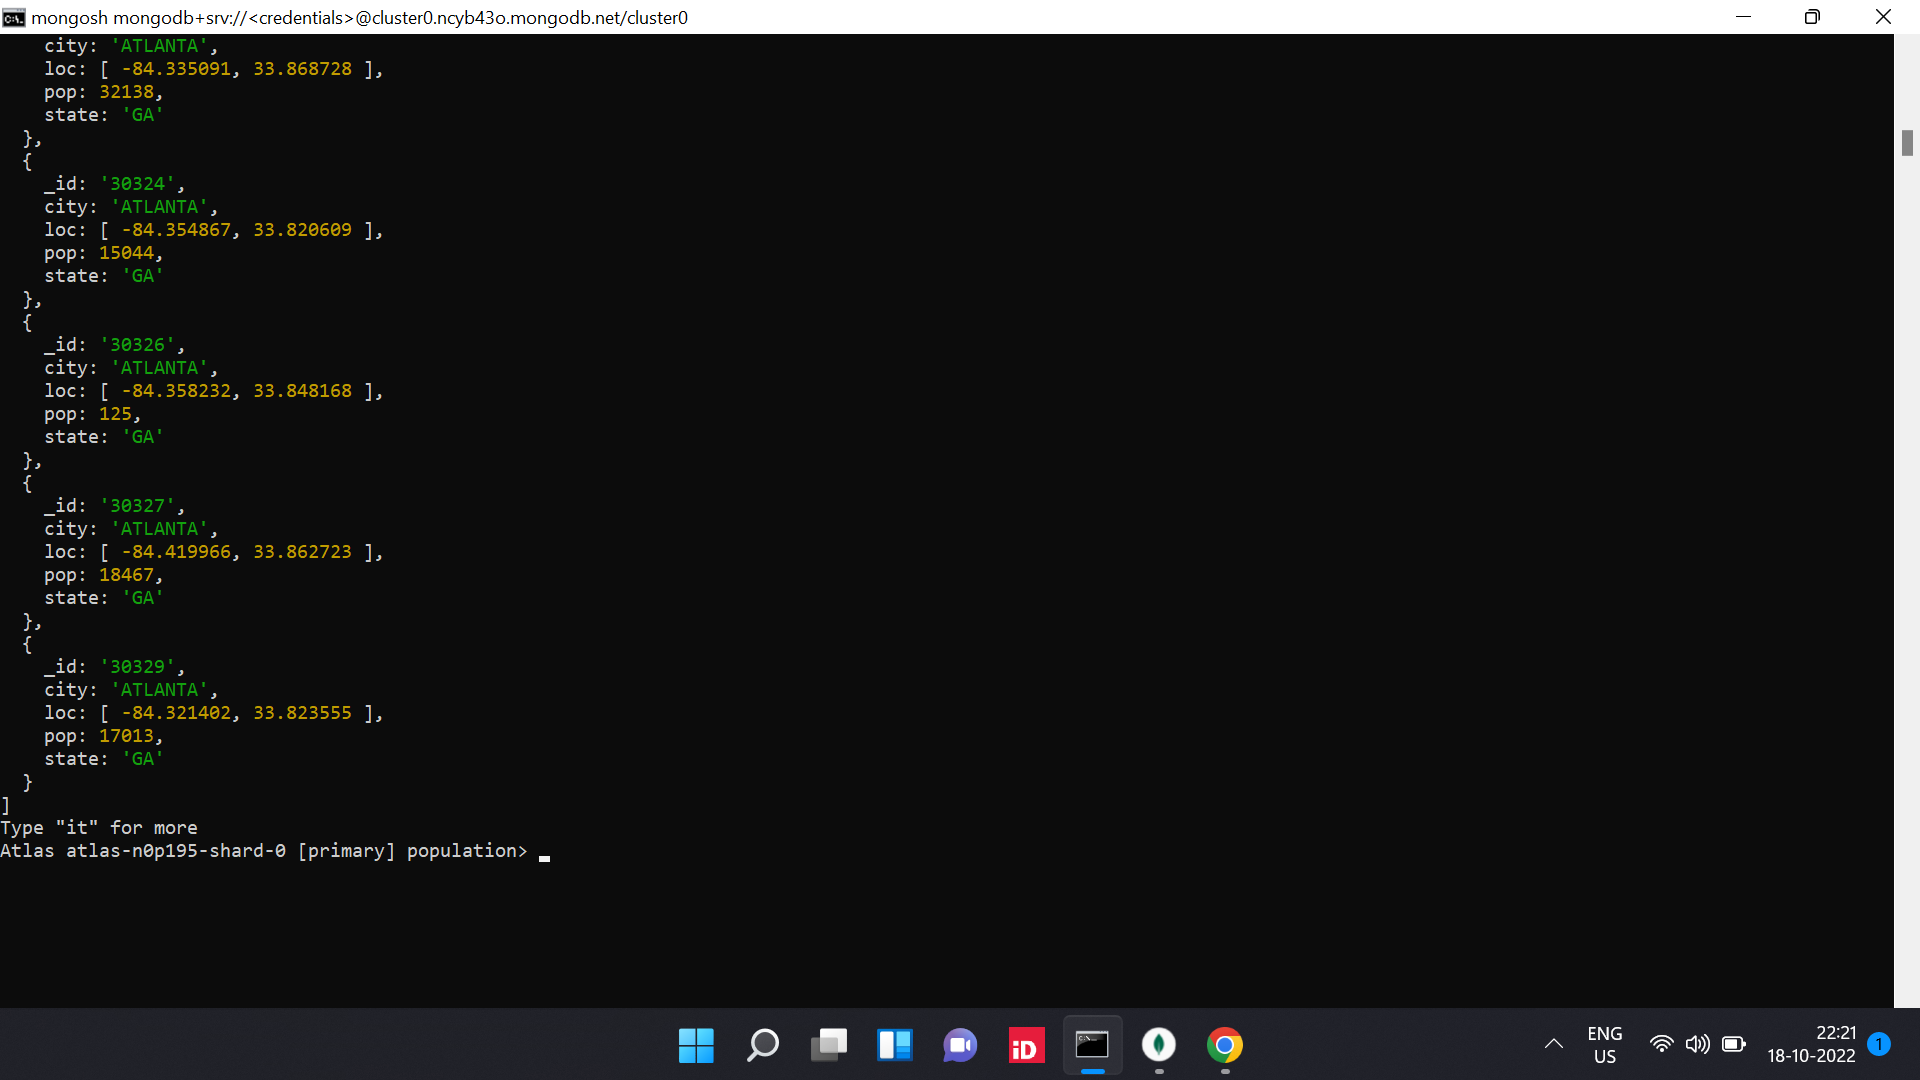 mongosh mongodb+srv://<credentials>@cluster0.ncyb43o.mongodb.net/cluster0
    city: 'ATLANTA',
    loc: [ -84.335091, 33.868728 ],
    pop: 32138,
    state: 'GA'
  },
  {
    _id: '30324',
    city: 'ATLANTA',
    loc: [ -84.354867, 33.820609 ],
    pop: 15044,
    state: 'GA'
  },
  {
    _id: '30326',
    city: 'ATLANTA',
    loc: [ -84.358232, 33.848168 ],
    pop: 125,
    state: 'GA'
  },
  {
    _id: '30327',
    city: 'ATLANTA',
    loc: [ -84.419966, 33.862723 ],
    pop: 18467,
    state: 'GA'
  },
  {
    _id: '30329',
    city: 'ATLANTA',
    loc: [ -84.321402, 33.823555 ],
    pop: 17013,
    state: 'GA'
  }
]
Type "it" for more
Atlas atlas-n0p195-shard-0 [primary] population>
iD
ENG
US
22:21
18-10-2022
1